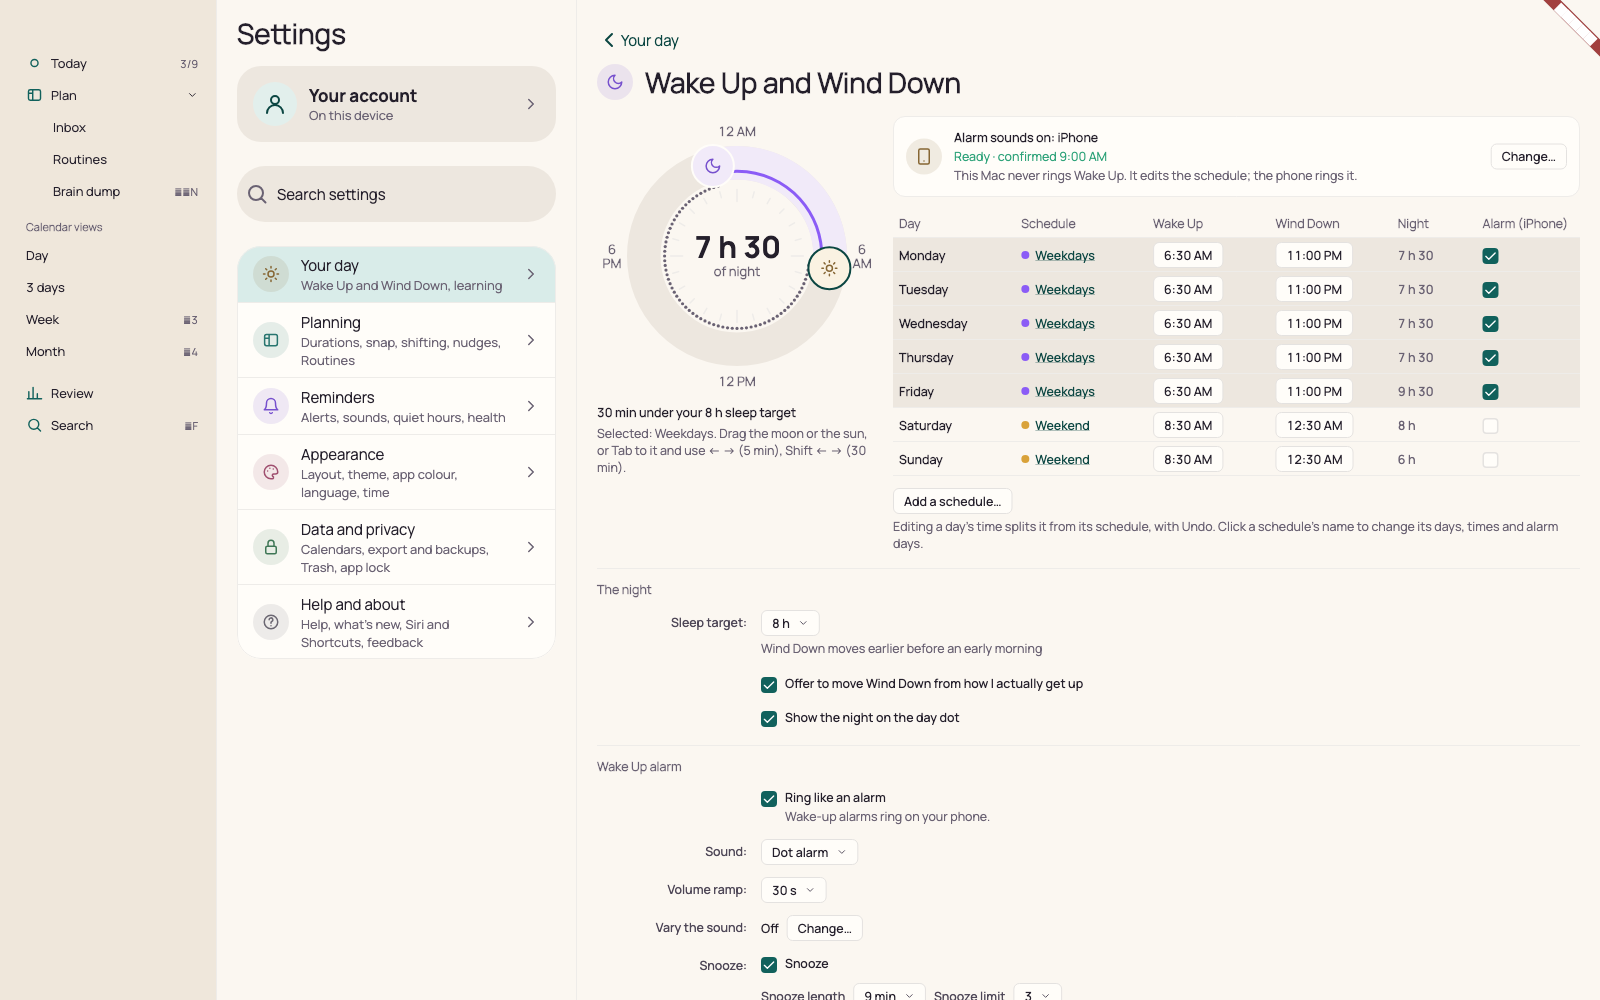 Today 3/9
Plan
Inbox
Routines
Brain dump N
Calendar views
Day
3 days
Week 3
Month 4
Review
Search F
Settings
Your account
On this device
Search settings
Your day
Wake Up and Wind Down, learning
Planning
Durations, snap, shifting, nudges,
Routines
Reminders
Alerts, sounds, quiet hours, health
Appearance
Layout, theme, app colour,
language, time
Data and privacy
Calendars, export and backups,
Trash, app lock
Help and about
Help, what's new, Siri and
Shortcuts, feedback
Your day
Wake Up and Wind Down
12 AM
6 PM
7 h 30
of night
6 AM
12 PM
30 min under your 8 h sleep target
Selected: Weekdays. Drag the moon or the sun,
or Tab to it and use ← → (5 min), Shift ← → (30
min).
Alarm sounds on: iPhone
Ready · confirmed 9:00 AM
This Mac never rings Wake Up. It edits the schedule; the phone rings it.
Change…
Day Schedule Wake Up Wind Down Night Alarm (iPhone)
Monday Weekdays 6:30 AM 11:00 PM 7 h 30
Tuesday Weekdays 6:30 AM 11:00 PM 7 h 30
Wednesday Weekdays 6:30 AM 11:00 PM 7 h 30
Thursday Weekdays 6:30 AM 11:00 PM 7 h 30
Friday Weekdays 6:30 AM 11:00 PM 9 h 30
Saturday Weekend 8:30 AM 12:30 AM 8 h
Sunday Weekend 8:30 AM 12:30 AM 6 h
Add a schedule…
Editing a day's time splits it from its schedule, with Undo. Click a schedule's name to change its days, times and alarm
days.
The night
Sleep target: 8 h
Wind Down moves earlier before an early morning
Offer to move Wind Down from how I actually get up
Show the night on the day dot
Wake Up alarm
Ring like an alarm
Wake-up alarms ring on your phone.
Sound: Dot alarm
Volume ramp: 30 s
Vary the sound: Off Change…
Snooze: Snooze
Snooze length 9 min Snooze limit 3